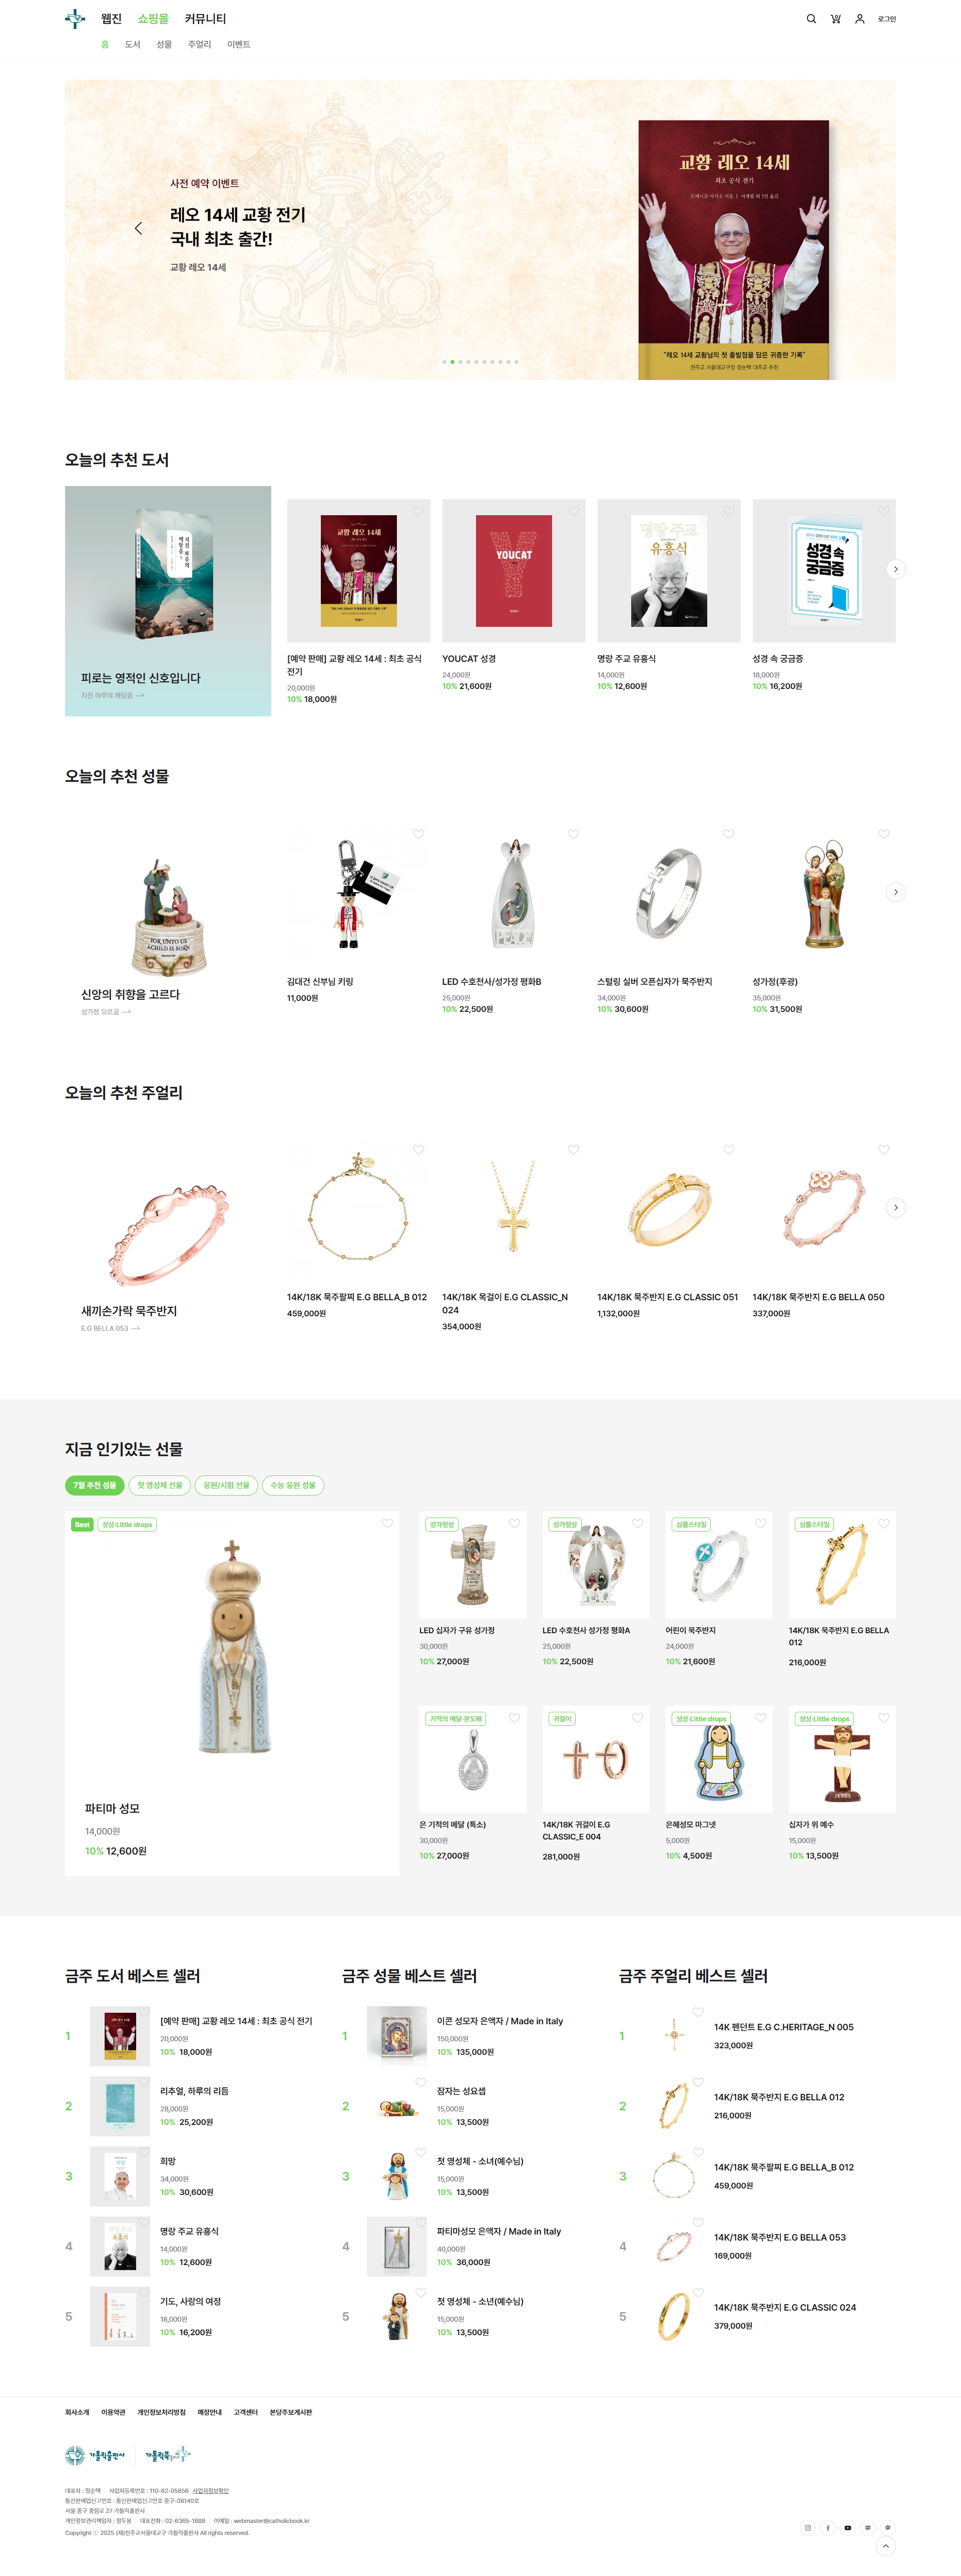 웹진
쇼핑몰
커뮤니티
로그인
홈
도서
성물
주얼리
이벤트
사전 예약 이벤트
레오 14세 교황 전기
국내 최초 출간!
교황 레오 14세
교황 레오 14세
최초 공식 전기
"레오 14세 교황님의 첫 출발점을 담은 귀중한 기록"
천주교 서울대교구장 정순택 대주교 추천
오늘의 추천 도서
피로는 영적인 신호입니다
지친 하루의 깨달음
[예약 판매] 교황 레오 14세 : 최초 공식
전기
20,000원
10% 18,000원
YOUCAT
YOUCAT 성경
24,000원
10% 21,600원
명랑 주교
유흥식
명랑 주교 유흥식
14,000원
10% 12,600원
성경 속
궁금증
성경 속 궁금증
18,000원
10% 16,200원
오늘의 추천 성물
FOR UNTO US
A CHILD IS BORN
신앙의 취향을 고르다
성가정 오르골
김대건 신부님 키링
11,000원
LED 수호천사/성가정 평화B
25,000원
10% 22,500원
스털링 실버 오픈십자가 묵주반지
34,000원
10% 30,600원
성가정(후광)
35,000원
10% 31,500원
오늘의 추천 주얼리
새끼손가락 묵주반지
E.G BELLA 053
14K/18K 묵주팔찌 E.G BELLA_B 012
459,000원
14K/18K 목걸이 E.G CLASSIC_N
024
354,000원
14K/18K 묵주반지 E.G CLASSIC 051
1,132,000원
14K/18K 묵주반지 E.G BELLA 050
337,000원
지금 인기있는 선물
7월 추천 성물
첫 영성체 선물
응원/시험 선물
수능 응원 성물
Best
성상·Little drops
파티마 성모
14,000원
10% 12,600원
성가정상
LED 십자가 구유 성가정
30,000원
10% 27,000원
성가정상
LED 수호천사 성가정 평화A
25,000원
10% 22,500원
심플스타일
어린이 묵주반지
24,000원
10% 21,600원
심플스타일
14K/18K 묵주반지 E.G BELLA
012
216,000원
기적의 메달·분도패
은 기적의 메달 (특소)
30,000원
10% 27,000원
귀걸이
14K/18K 귀걸이 E.G
CLASSIC_E 004
281,000원
성상·Little drops
은혜성모 마그넷
5,000원
10% 4,500원
성상·Little drops
JESUS
십자가 위 예수
15,000원
10% 13,500원
금주 도서 베스트 셀러
1
[예약 판매] 교황 레오 14세 : 최초 공식 전기
20,000원
10% 18,000원
2
리추얼, 하루의 리듬
28,000원
10% 25,200원
3
희망
34,000원
10% 30,600원
4
명랑 주교 유흥식
14,000원
10% 12,600원
5
기도, 사랑의 여정
18,000원
10% 16,200원
금주 성물 베스트 셀러
1
이콘 성모자 은액자 / Made in Italy
150,000원
10% 135,000원
2
잠자는 성요셉
15,000원
10% 13,500원
3
첫 영성체 - 소녀(예수님)
15,000원
10% 13,500원
4
파티마성모 은액자 / Made in Italy
40,000원
10% 36,000원
5
첫 영성체 - 소년(예수님)
15,000원
10% 13,500원
금주 주얼리 베스트 셀러
1
14K 펜던트 E.G C.HERITAGE_N 005
323,000원
2
14K/18K 묵주반지 E.G BELLA 012
216,000원
3
14K/18K 묵주팔찌 E.G BELLA_B 012
459,000원
4
14K/18K 묵주반지 E.G BELLA 053
169,000원
5
14K/18K 묵주반지 E.G CLASSIC 024
379,000원
회사소개
이용약관
개인정보처리방침
매장안내
고객센터
본당주보게시판
가톨릭출판사
가톨릭북
대표자 : 정순택 | 사업자등록번호 : 110-82-05856 사업자정보확인
통신판매업신고번호 : 통신판매업신고번호 중구-08140호
서울 중구 중림로 27 가톨릭출판사
개인정보관리책임자 : 정두용 | 대표전화 : 02-6365-1888 | 이메일 : webmaster@catholicbook.kr
Copyright ⓒ 2025 (재)천주교서울대교구 가톨릭출판사 All rights reserved.